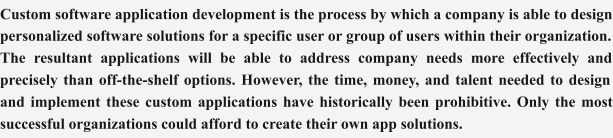 Custom software application development is the process by which a company is able to design
personalized software solutions for a specific user or group of users within their organization.
The resultant applications will be able to address company needs more effectively and
precisely than off-the-shelf options. However, the time, money, and talent needed to design
and implement these custom applications have historically been prohibitive. Only the most
successful organizations could afford to create their own app solutions.